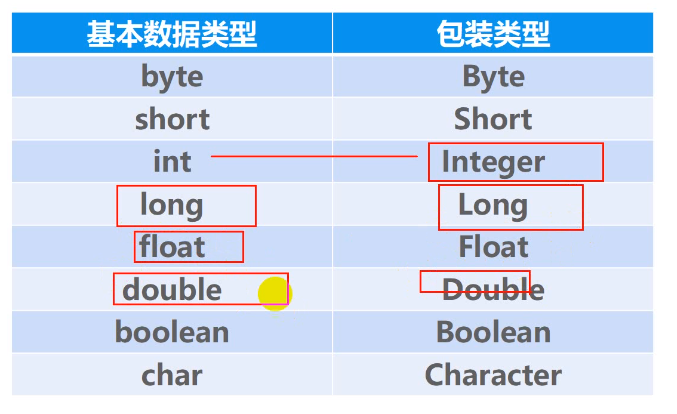 基本数据类型 包装类型
byte Byte
short Short
int Integer
long Long
float Float
double Double
boolean Boolean
char Character